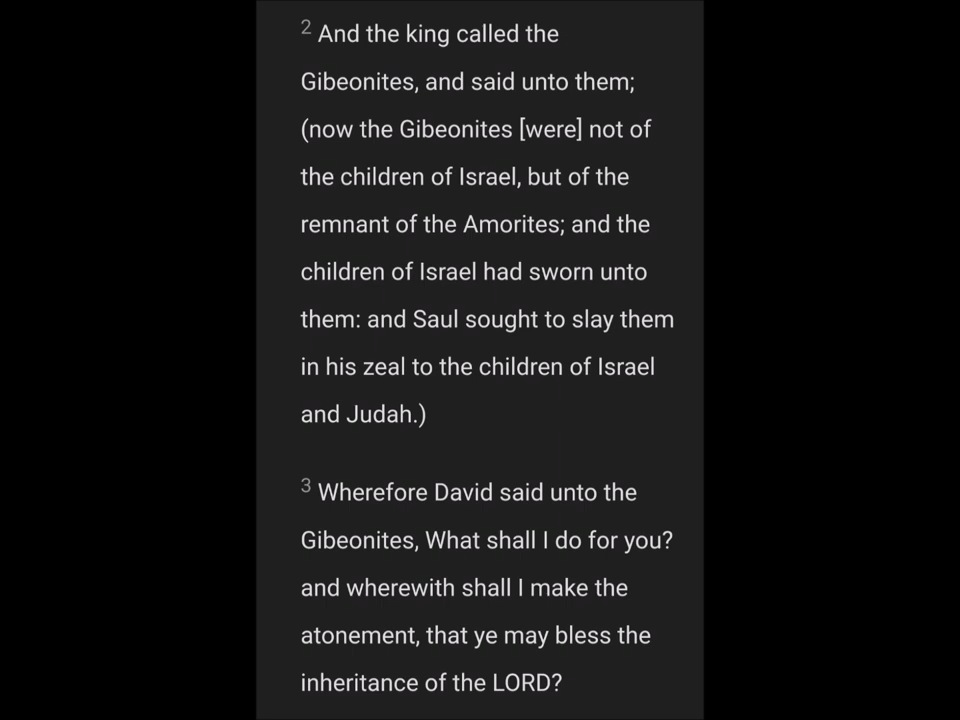 2 And the king called the
Gibeonites, and said unto them;
(now the Gibeonites [were] not of
the children of Israel, but of the
remnant of the Amorites; and the
children of Israel had sworn unto
them: and Saul sought to slay them
in his zeal to the children of Israel
and Judah.)
3 Wherefore David said unto the
Gibeonites, What shall I do for you?
and wherewith shall I make the
atonement, that ye may bless the
inheritance of the LORD?